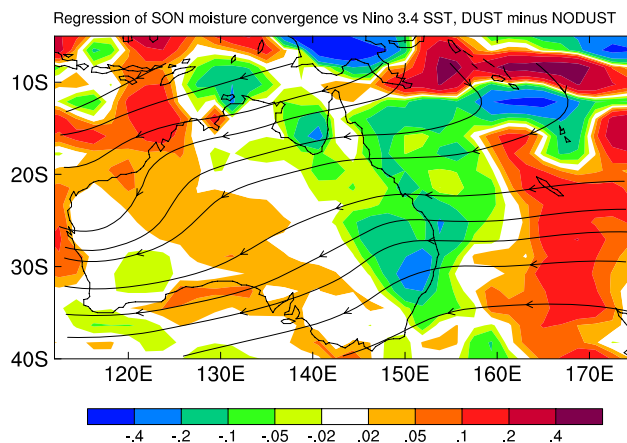 Regression of SON moisture convergence vs Nino 3.4 SST, DUST minus NODUST
10S
20S
30S
40S
120E 130E 140E 150E 160E 170E
-.4 -.2 -.1 -.05 -.02 .02 .05 .1 .2 .4